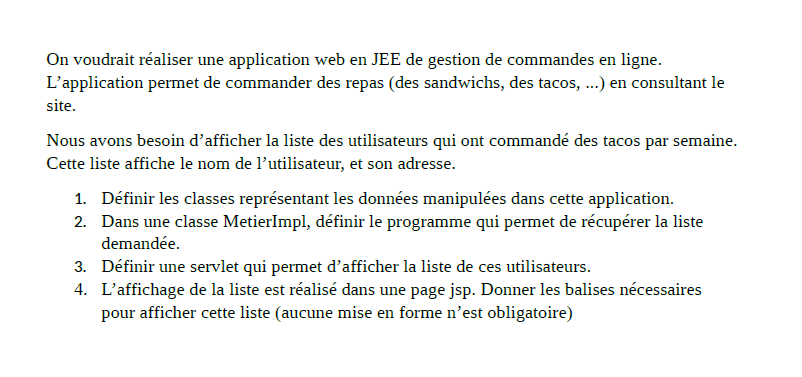 On voudrait réaliser une application web en JEE de gestion de commandes en ligne.
L’application permet de commander des repas (des sandwichs, des tacos, ...) en consultant le
site.
Nous avons besoin d’afficher la liste des utilisateurs qui ont commandé des tacos par semaine.
Cette liste affiche le nom de l’utilisateur, et son adresse.
1. Définir les classes représentant les données manipulées dans cette application.
2. Dans une classe MetierImpl, définir le programme qui permet de récupérer la liste
demandée.
3. Définir une servlet qui permet d’afficher la liste de ces utilisateurs.
4. L’affichage de la liste est réalisé dans une page jsp. Donner les balises nécessaires
pour afficher cette liste (aucune mise en forme n’est obligatoire)